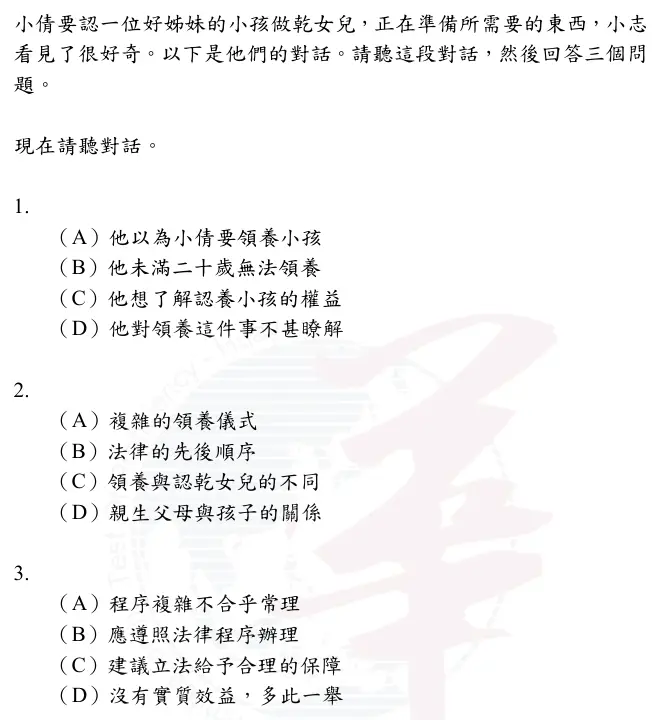 小倩要認一位好姊妹的小孩做乾女兒，正在準備所需要的東西，小志
看見了很好奇。以下是他們的對話。請聽這段對話，然後回答三個問
題。
現在請聽對話。
1.
（A）他以為小倩要領養小孩
（B）他未滿二十歲無法領養
（C）他想了解認養小孩的權益
（D）他對領養這件事不甚瞭解
2.
（A）複雜的領養儀式
（B）法律的先後順序
（C）領養與認乾女兒的不同
（D）親生父母與孩子的關係
3.
（A）程序複雜不合乎常理
（B）應遵照法律程序辦理
（C）建議立法給予合理的保障
（D）沒有實質效益，多此一舉